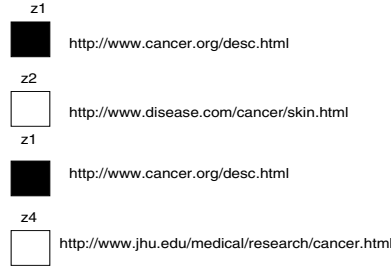 z1
http://www.cancer.org/desc.html
z2
http://www.disease.com/cancer/skin.html
z1
http://www.cancer.org/desc.html
z4
http://www.jhu.edu/medical/research/cancer.html